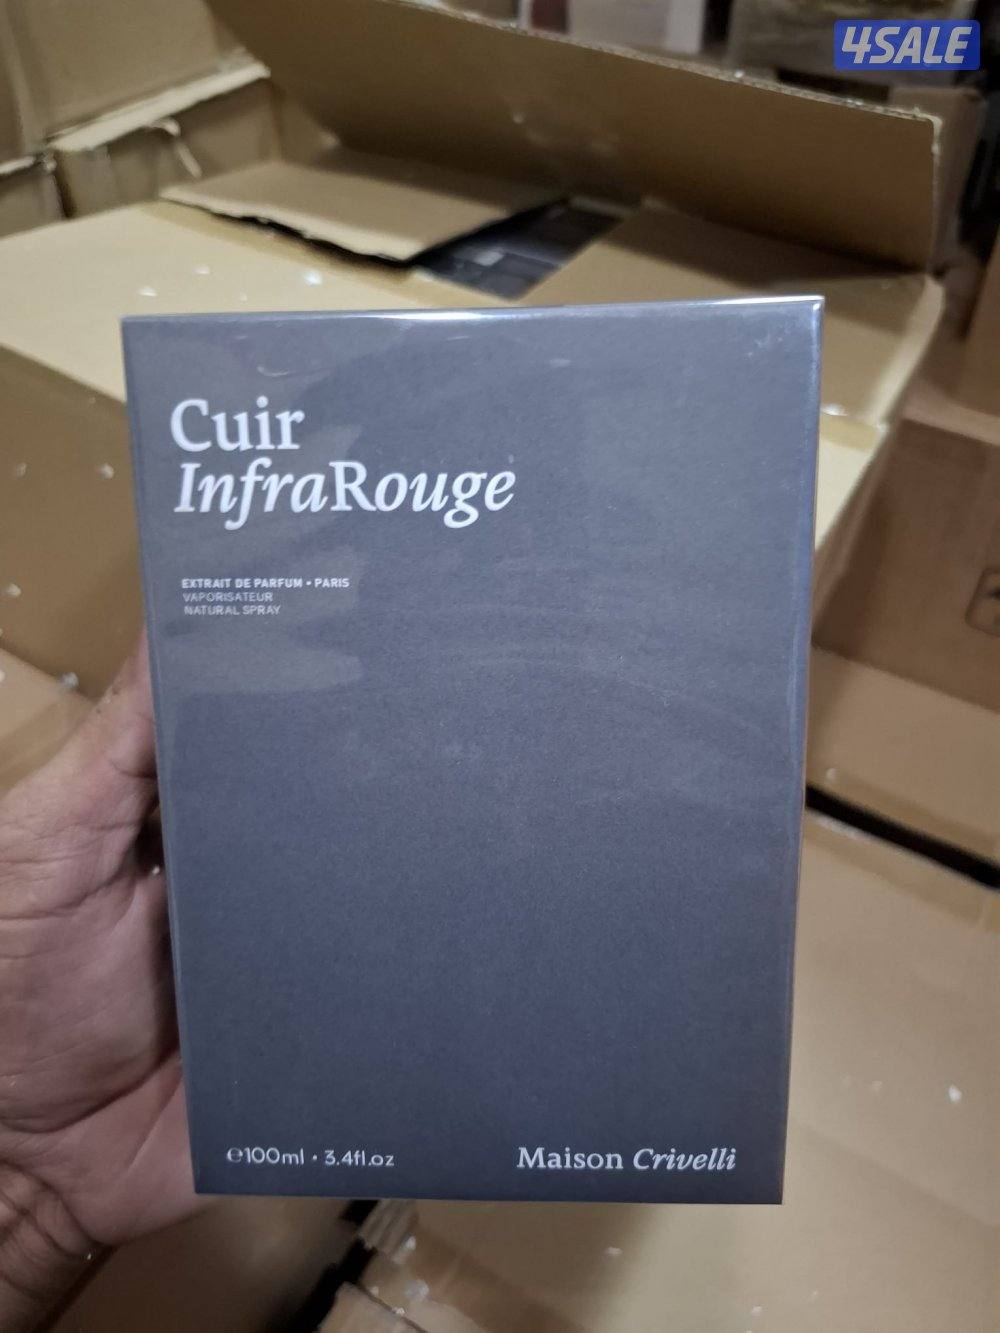 4SALE
Cuir
InfraRouge
EXTRAIT DE PARFUM • PARIS
VAPORISATEUR
NATURAL SPRAY
℮100ml • 3.4fl.oz
Maison Crivelli